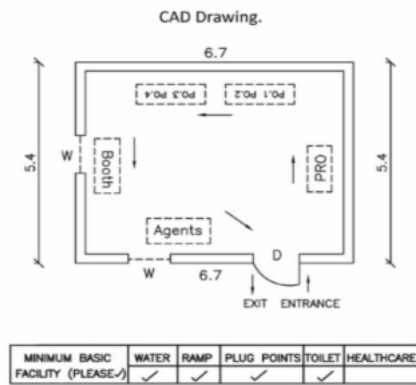 CAD Drawing.
6.7
PO.4 PO.3
PO.2 PO.1
5.4
5.4
W
Booth
PRO
Agents
D
W
6.7
EXIT ENTRANCE
MINIMUM BASIC FACILITY (PLEASE✓) WATER RAMP PLUG POINTS TOILET HEALTHCARE
✓ ✓ ✓ ✓